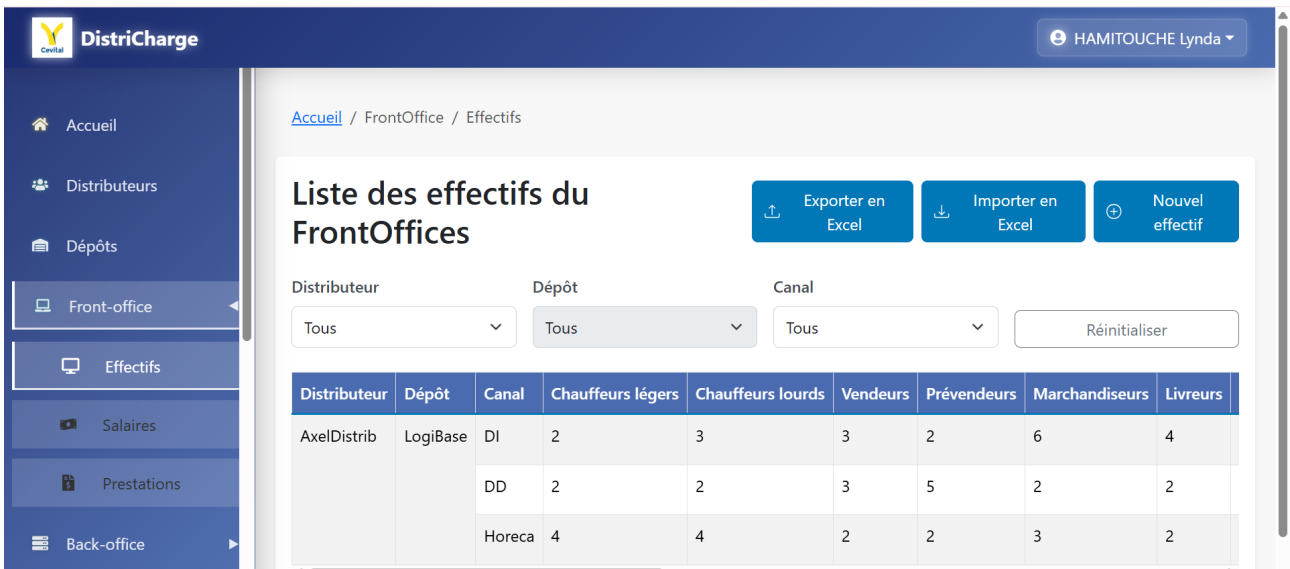 Cevital
DistriCharge
HAMITOUCHE Lynda
Accueil
Distributeurs
Dépôts
Front-office
Effectifs
Salaires
Prestations
Back-office
Accueil / FrontOffice / Effectifs
Liste des effectifs du
FrontOffices
Exporter en
Excel
Importer en
Excel
Nouvel
effectif
Distributeur Dépôt Canal
Tous Tous Tous Réinitialiser
Distributeur Dépôt Canal Chauffeurs légers Chauffeurs lourds Vendeurs Prévendeurs Marchandiseurs Livreurs
AxelDistrib LogiBase DI 2 3 3 2 6 4
DD 2 2 3 5 2 2
Horeca 4 4 2 2 3 2